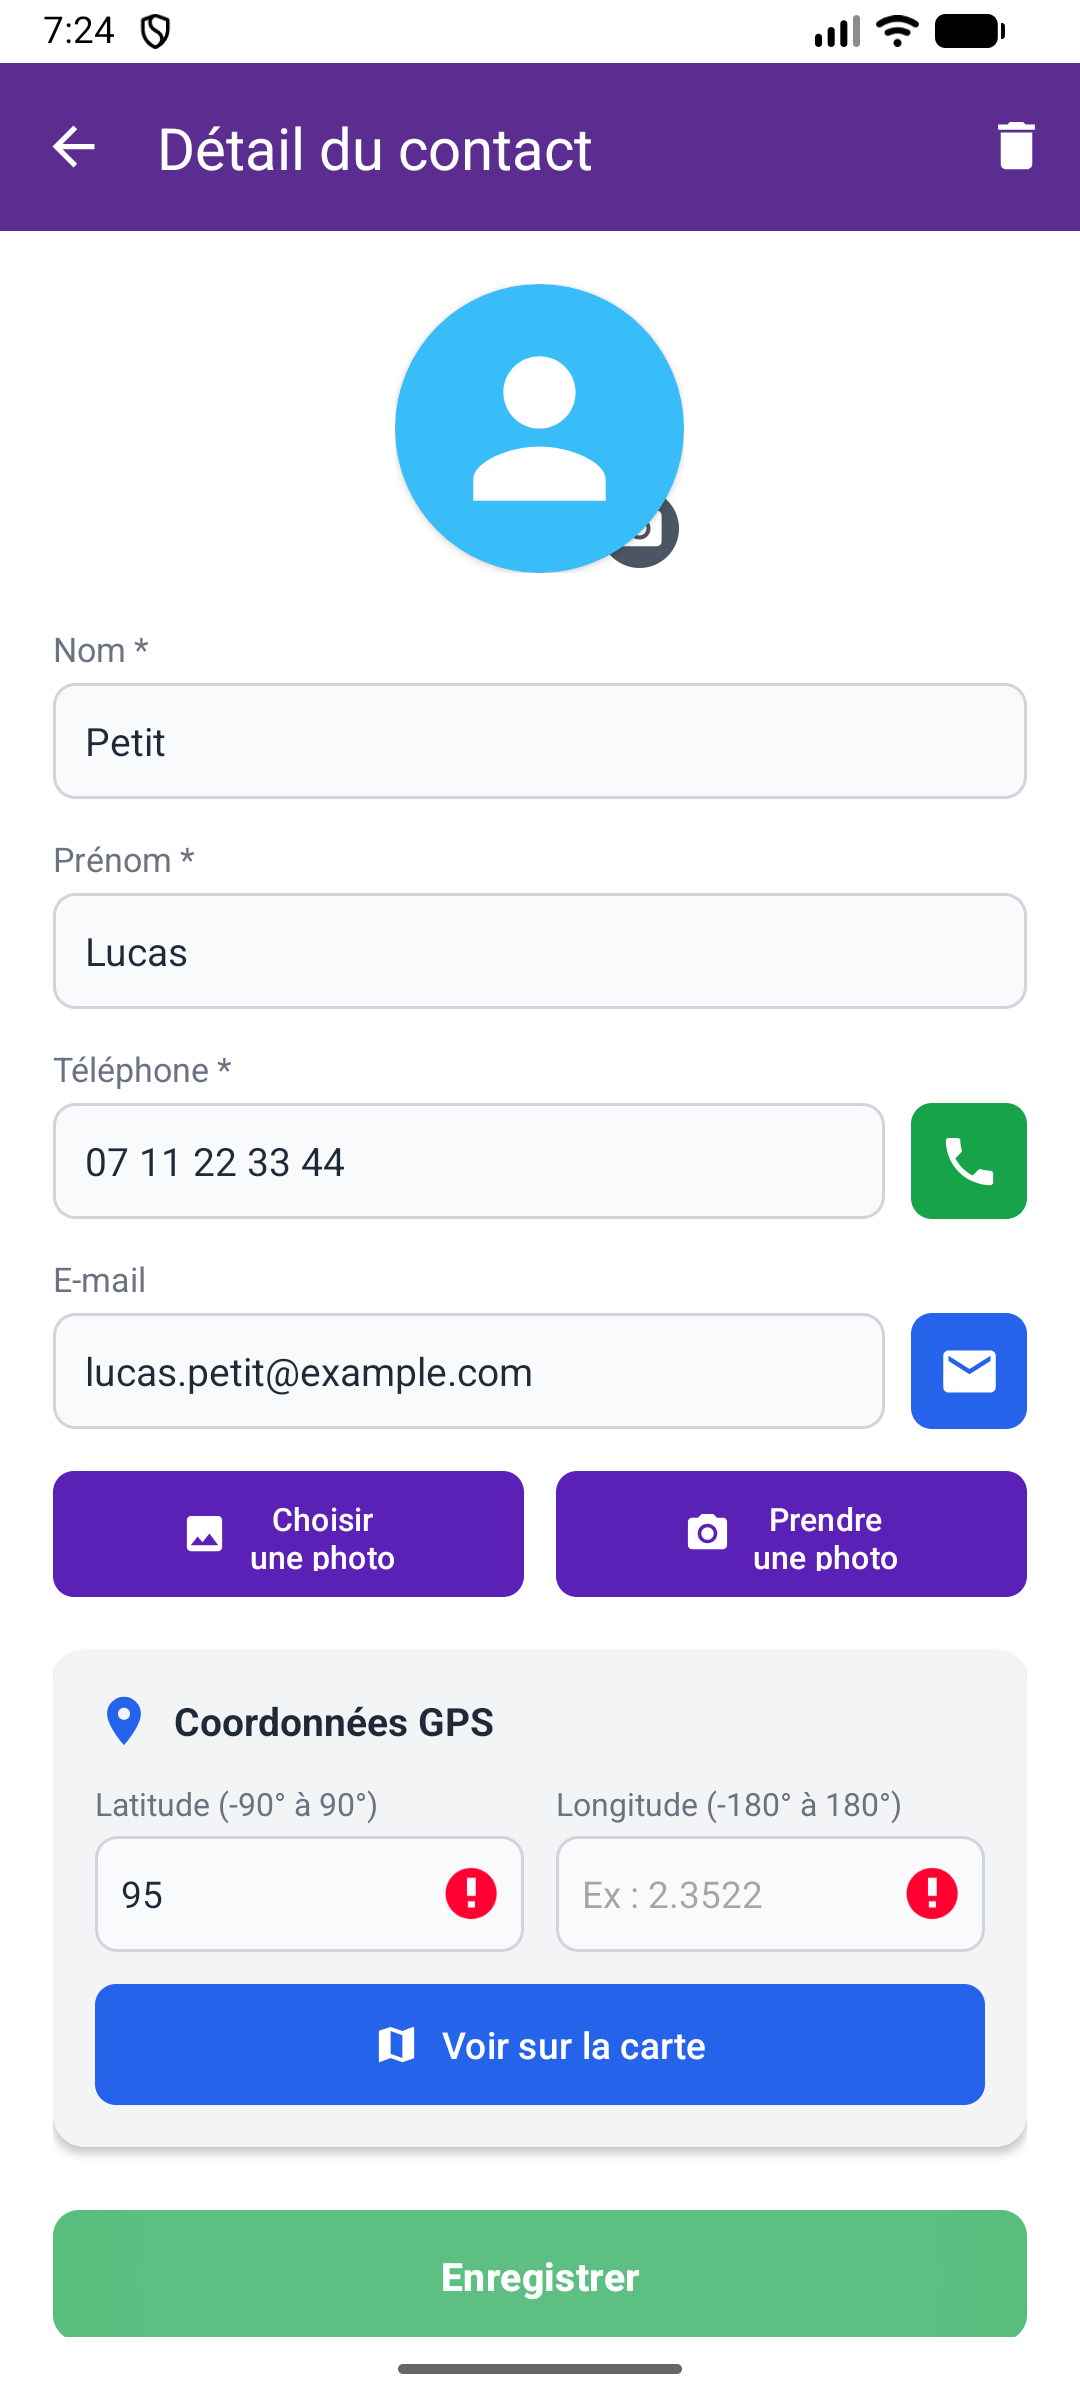 7:24
Détail du contact
Nom *
Petit
Prénom *
Lucas
Téléphone *
07 11 22 33 44
E-mail
lucas.petit@example.com
Choisir
une photo
Prendre
une photo
Coordonnées GPS
Latitude (-90° à 90°)
Longitude (-180° à 180°)
95
Ex : 2.3522
Voir sur la carte
Enregistrer